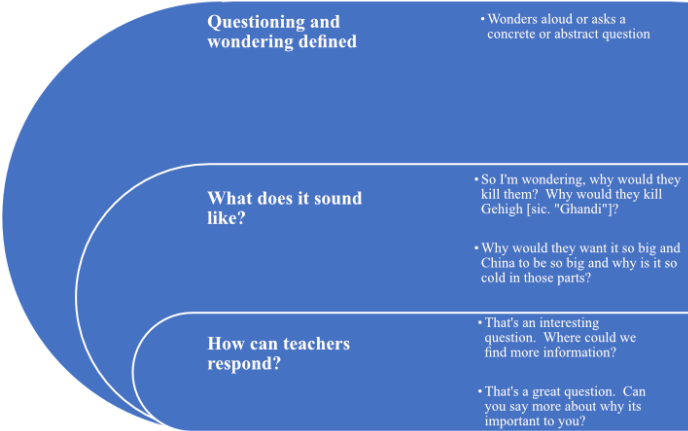 Questioning and
wondering defined
• Wonders aloud or asks a
concrete or abstract question
What does it sound
like?
• So I'm wondering, why would they
kill them?  Why would they kill
Gehigh [sic. "Ghandi"]?
• Why would they want it so big and
China to be so big and why is it so
cold in those parts?
How can teachers
respond?
• That's an interesting
question.  Where could we
find more information?
• That's a great question.  Can
you say more about why its
important to you?